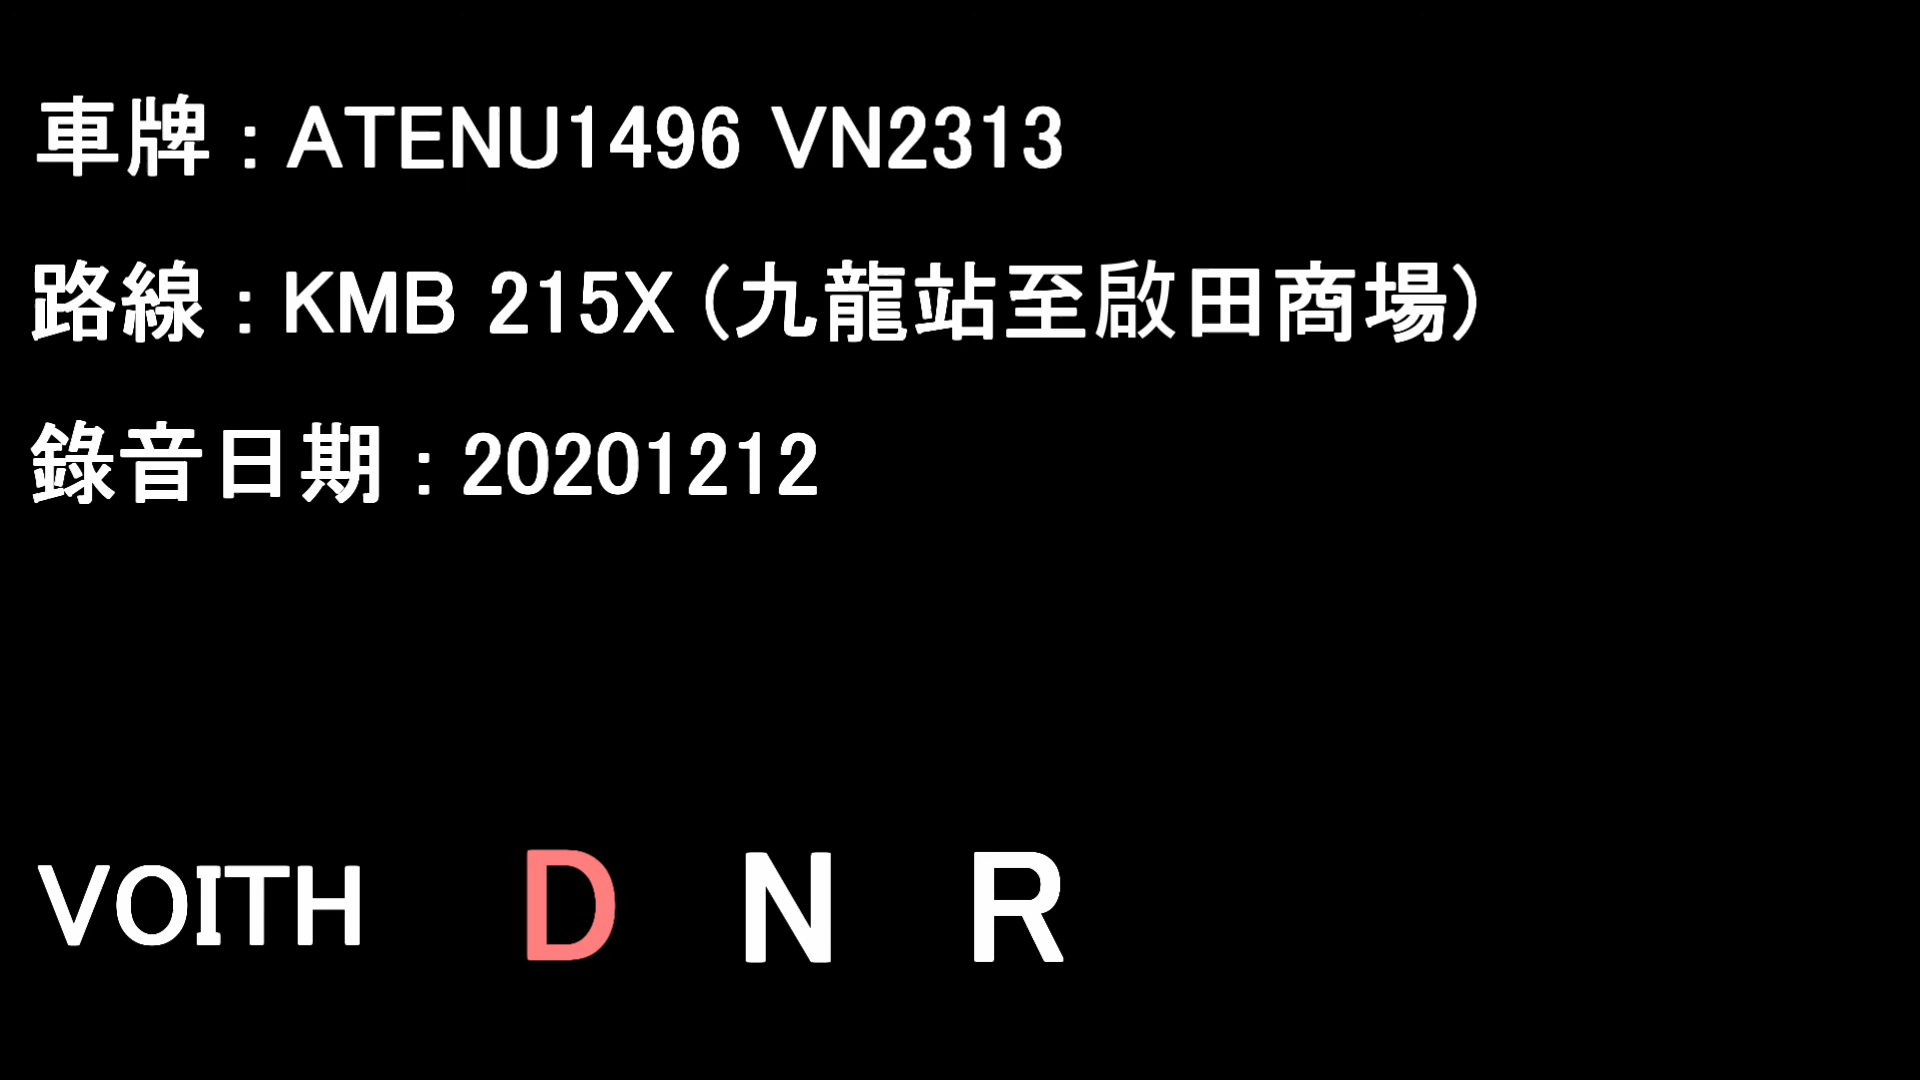 車牌 : ATENU1496 VN2313
路線 : KMB 215X (九龍站至啟田商場)
錄音日期 : 20201212
VOITH D N R